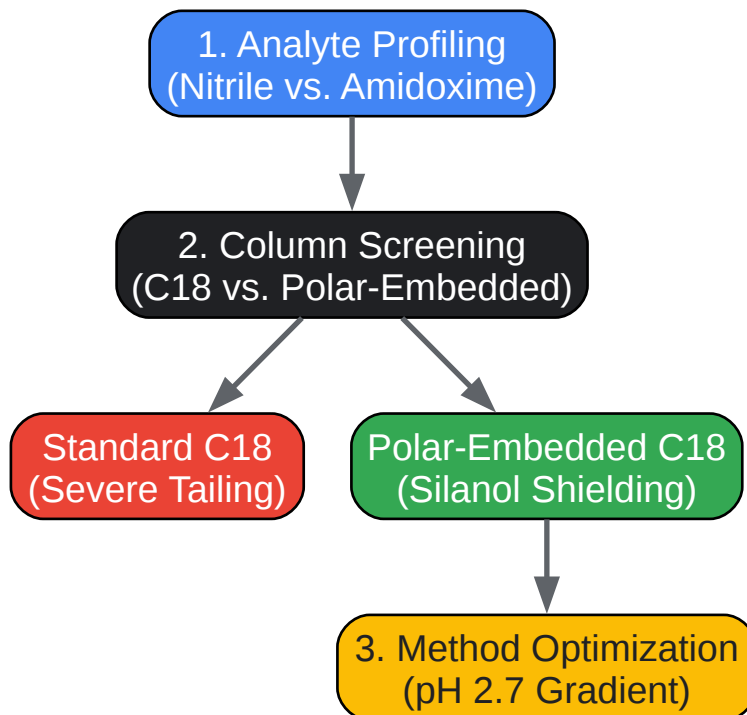 1. Analyte Profiling
(Nitrile vs. Amidoxime)
2. Column Screening
(C18 vs. Polar-Embedded)
Standard C18
(Severe Tailing)
Polar-Embedded C18
(Silanol Shielding)
3. Method Optimization
(pH 2.7 Gradient)